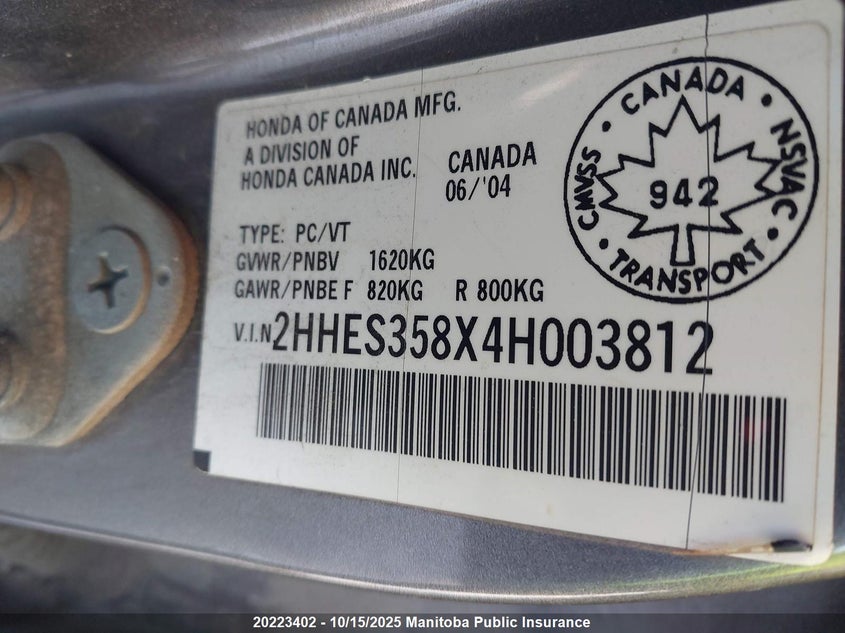 HONDA OF CANADA MFG.
A DIVISION OF
HONDA CANADA INC.
CANADA
06/'04
TYPE: PC/VT
GVWR/PNBV 1620KG
GAWR/PNBE F 820KG R 800KG
V.I.N 2HHES358X4H003812
CANADA • NSVAC • TRANSPORT • CMVSS •
942
20223402 - 10/15/2025 Manitoba Public Insurance